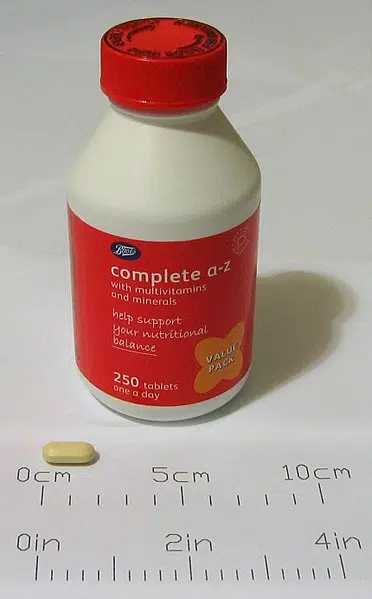 Boots
complete a-z
with multivitamins
and minerals
help support
your nutritional
balance
VALUE
PACK
250 tablets
one a day
0cm 5cm 10cm
0in 2in 4in